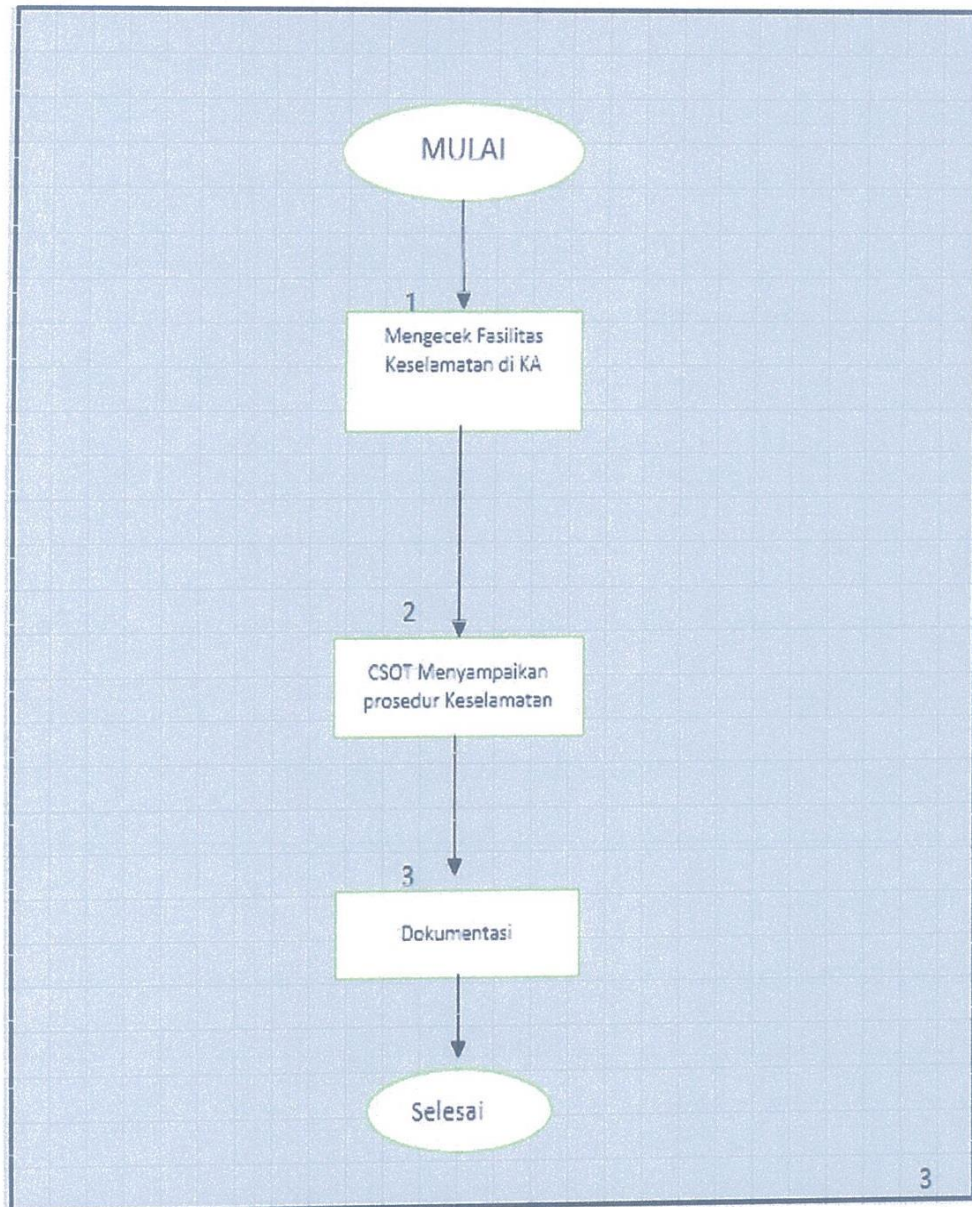 MULAI
1
Mengecek Fasilitas
Keselamatan di KA
2
CSOT Menyampaikan
prosedur Keselamatan
3
Dokumentasi
Selesai
3